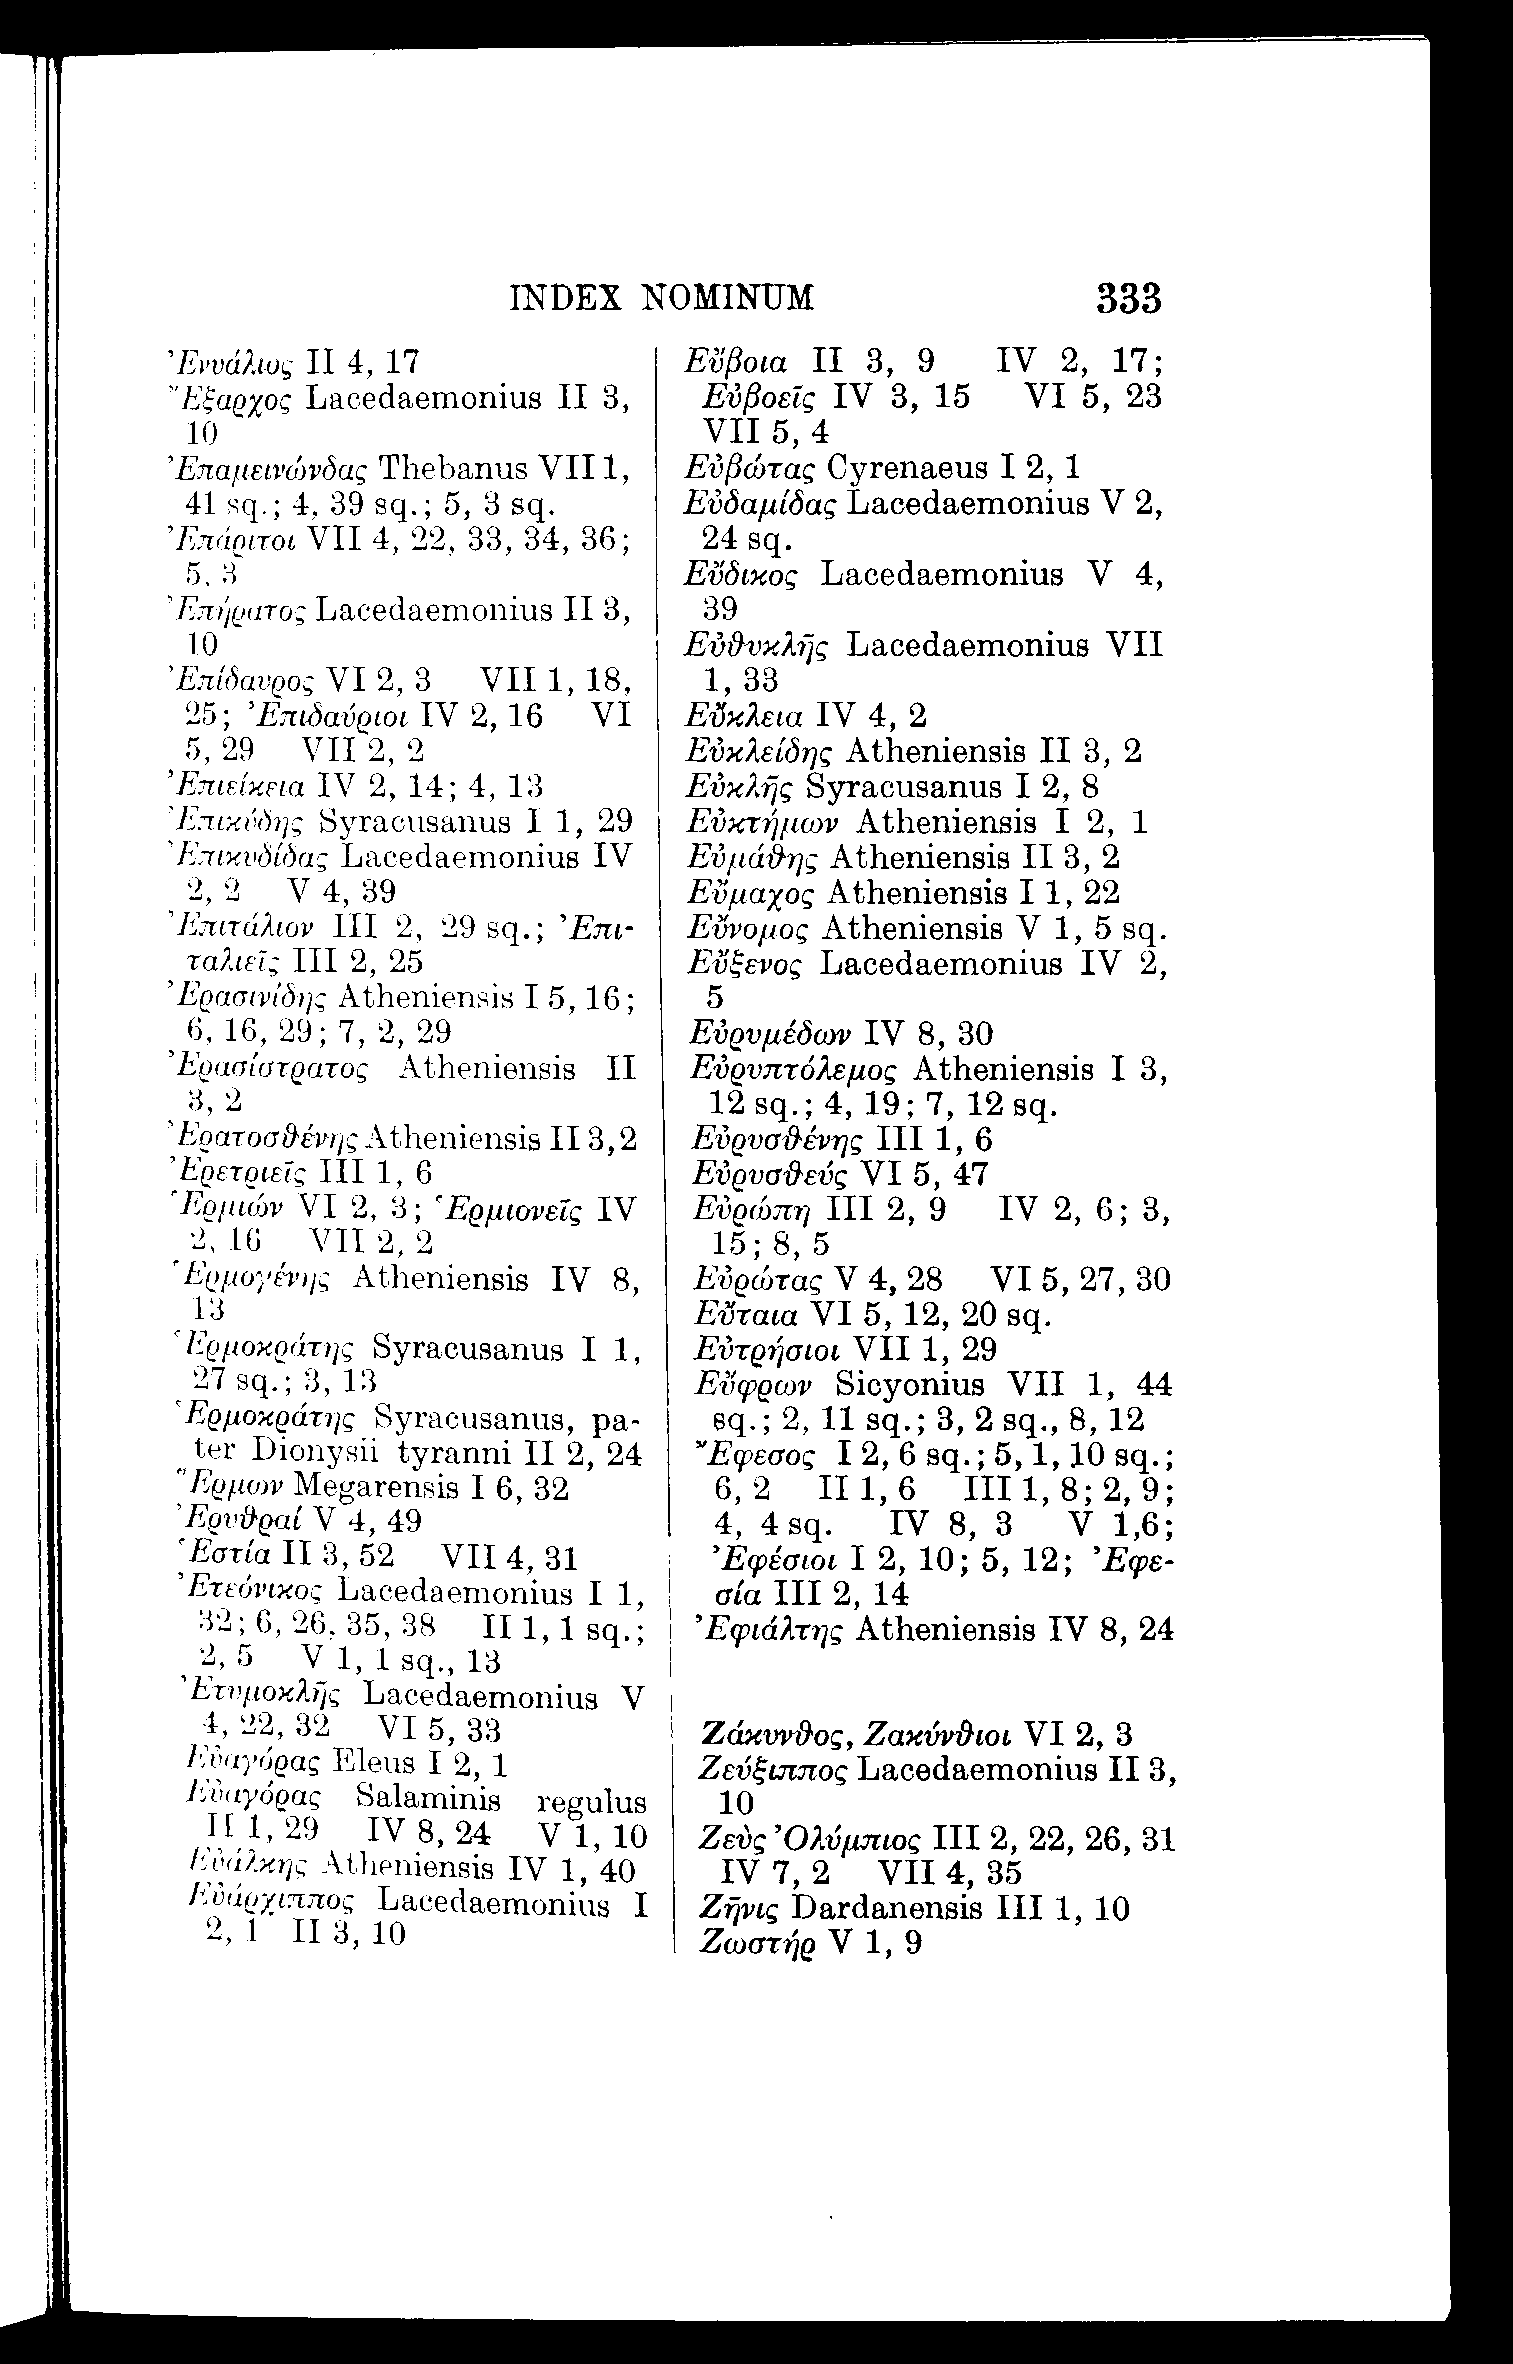 INDEX NOMINUM 333
Ἐνυάλιος II 4, 17
Ἔξαρχος Lacedaemonius II 3,
10
Ἐπαμεινώνδας Thebanus VII 1,
41 sq.; 4, 39 sq.; 5, 3 sq.
Ἐπάριτοι VII 4, 22, 33, 34, 36;
5, 3
Ἐπήρατος Lacedaemonius II 3,
10
Ἐπίδαυρος VI 2, 3 VII 1, 18,
25; Ἐπιδαύριοι IV 2, 16 VI
5, 29 VII 2, 2
Ἐπιείκεια IV 2, 14; 4, 13
Ἐπικύδης Syracusanus I 1, 29
Ἐπικυδίδας Lacedaemonius IV
2, 2 V 4, 39
Ἐπιτάλιον III 2, 29 sq.; Ἐπι-
ταλιεῖς III 2, 25
Ἐρασινίδης Atheniensis I 5, 16;
6, 16, 29; 7, 2, 29
Ἐρασίστρατος Atheniensis II
3, 2
Ἐρατοσθένης Atheniensis II 3, 2
Ἐρετριεῖς III 1, 6
Ἑρμιών VI 2, 3; Ἑρμιονεῖς IV
2, 16 VII 2, 2
Ἑρμογένης Atheniensis IV 8,
13
Ἑρμοκράτης Syracusanus I 1,
27 sq.; 3, 13
Ἑρμοκράτης Syracusanus, pa-
ter Dionysii tyranni II 2, 24
Ἕρμων Megarensis I 6, 32
Ἐρυθραί V 4, 49
Ἑστία II 3, 52 VII 4, 31
Ἐτεόνικος Lacedaemonius I 1,
32; 6, 26, 35, 38 II 1, 1 sq.;
2, 5 V 1, 1 sq., 13
Ἐτυμοκλῆς Lacedaemonius V
4, 22, 32 VI 5, 33
Εὐαγόρας Eleus I 2, 1
Εὐαγόρας Salaminis regulus
II 1, 29 IV 8, 24 V 1, 10
Εὐάλκης Atheniensis IV 1, 40
Εὐάρχιππος Lacedaemonius I
2, 1 II 3, 10
Εὔβοια II 3, 9 IV 2, 17;
Εὐβοεῖς IV 3, 15 VI 5, 23
VII 5, 4
Εὐβώτας Cyrenaeus I 2, 1
Εὐδαμίδας Lacedaemonius V 2,
24 sq.
Εὔδικος Lacedaemonius V 4,
39
Εὐθυκλῆς Lacedaemonius VII
1, 33
Εὔκλεια IV 4, 2
Εὐκλείδης Atheniensis II 3, 2
Εὐκλῆς Syracusanus I 2, 8
Εὐκτήμων Atheniensis I 2, 1
Εὐμάθης Atheniensis II 3, 2
Εὔμαχος Atheniensis I 1, 22
Εὔνομος Atheniensis V 1, 5 sq.
Εὔξενος Lacedaemonius IV 2,
5
Εὐρυμέδων IV 8, 30
Εὐρυπτόλεμος Atheniensis I 3,
12 sq.; 4, 19; 7, 12 sq.
Εὐρυσθένης III 1, 6
Εὐρυσθεύς VI 5, 47
Εὐρώπη III 2, 9 IV 2, 6; 3,
15; 8, 5
Εὐρώτας V 4, 28 VI 5, 27, 30
Εὔταια VI 5, 12, 20 sq.
Εὐτρήσιοι VII 1, 29
Εὔφρων Sicyonius VII 1, 44
sq.; 2, 11 sq.; 3, 2 sq., 8, 12
Ἔφεσος I 2, 6 sq.; 5, 1, 10 sq.;
6, 2 II 1, 6 III 1, 8; 2, 9;
4, 4 sq. IV 8, 3 V 1,6;
Ἐφέσιοι I 2, 10; 5, 12; Ἐφε-
σία III 2, 14
Ἐφιάλτης Atheniensis IV 8, 24
Ζάκυνθος, Ζακύνθιοι VI 2, 3
Ζεύξιππος Lacedaemonius II 3,
10
Ζεὺς Ὀλύμπιος III 2, 22, 26, 31
IV 7, 2 VII 4, 35
Ζῆνις Dardanensis III 1, 10
Ζωστήρ V 1, 9